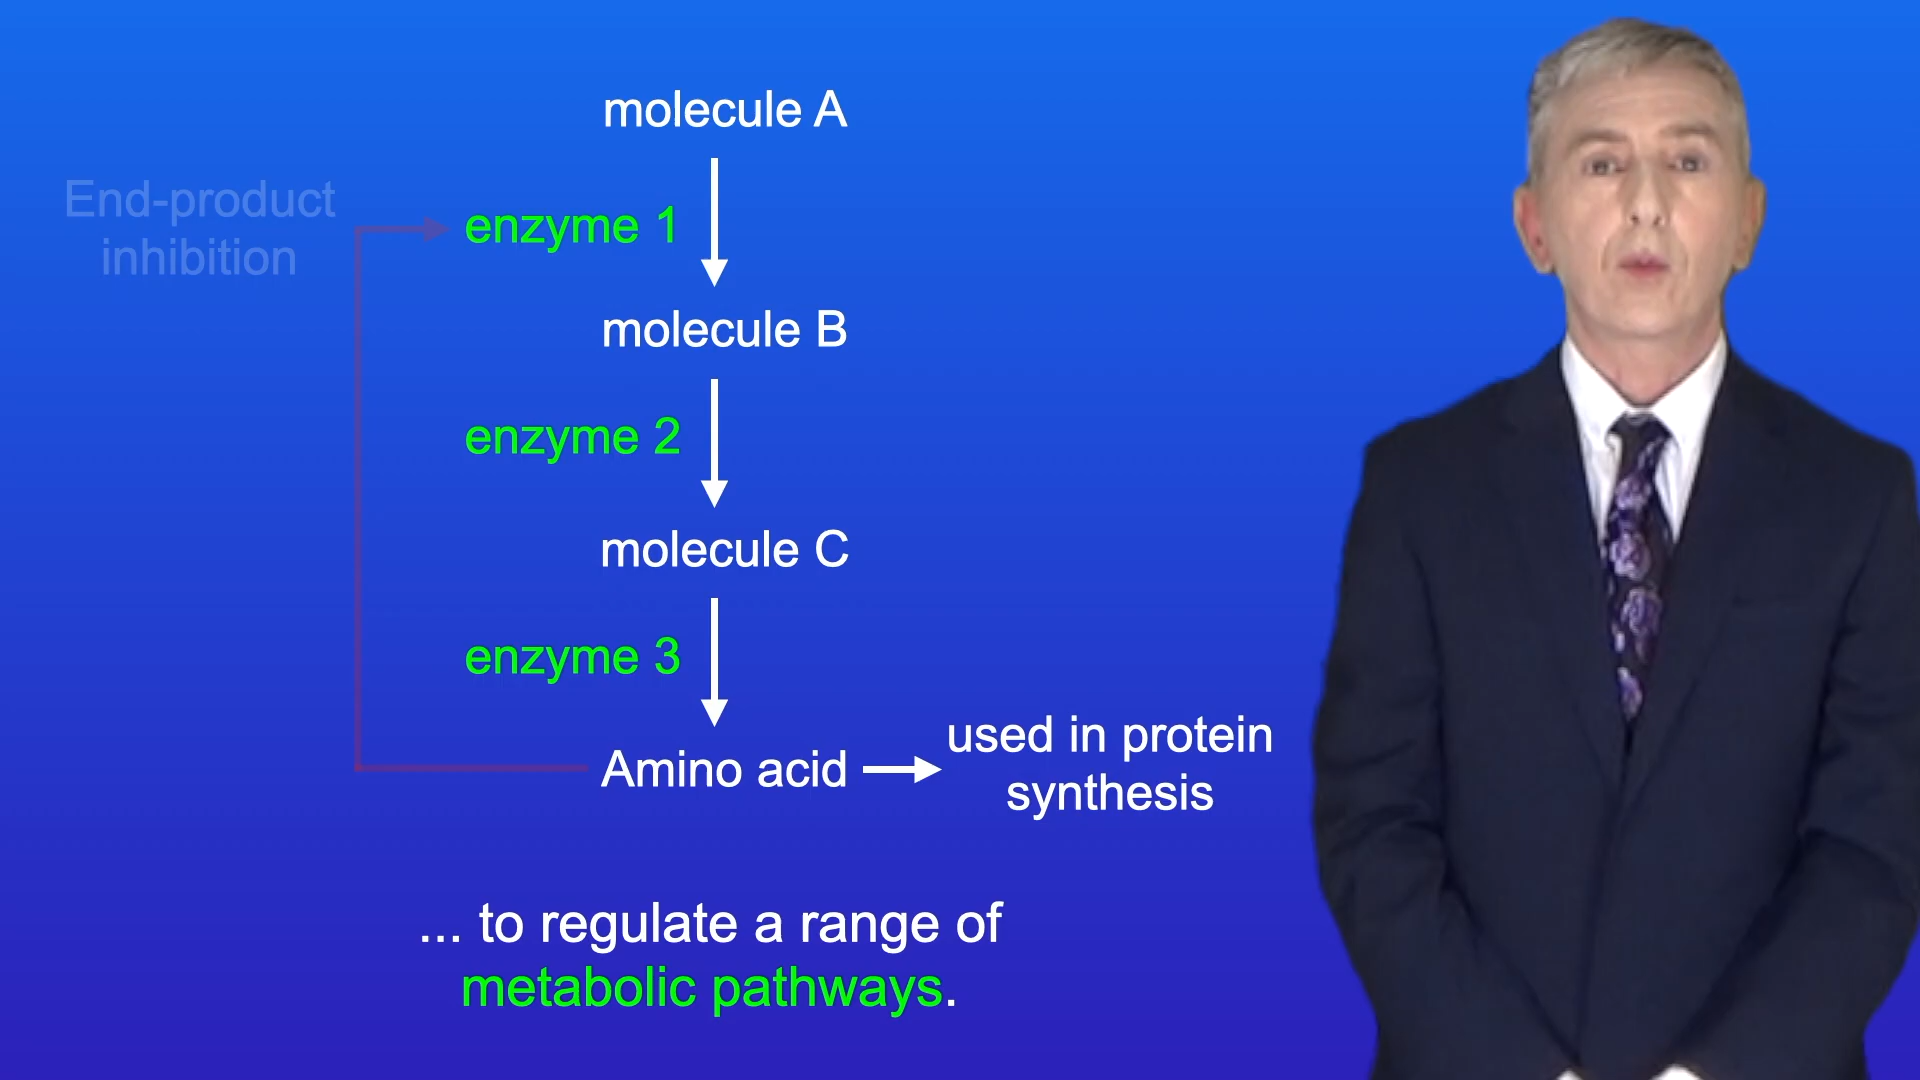 molecule A
End-product
inhibition
enzyme 1
molecule B
enzyme 2
molecule C
enzyme 3
Amino acid
used in protein
synthesis
... to regulate a range of
metabolic pathways.